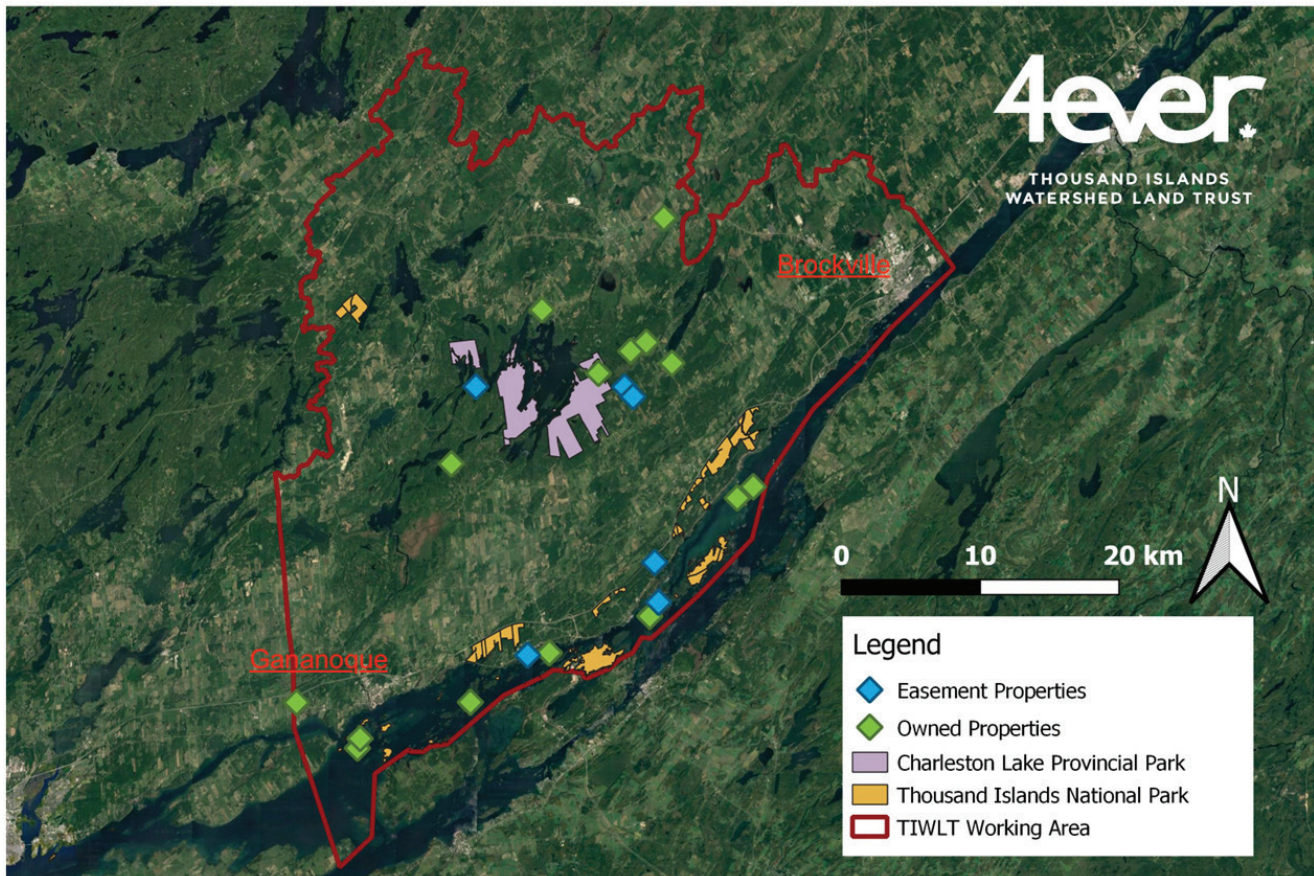 4ever.
THOUSAND ISLANDS
WATERSHED LAND TRUST
Brockville
Gananoque
N
0 10 20 km
Legend
Easement Properties
Owned Properties
Charleston Lake Provincial Park
Thousand Islands National Park
TIWLT Working Area